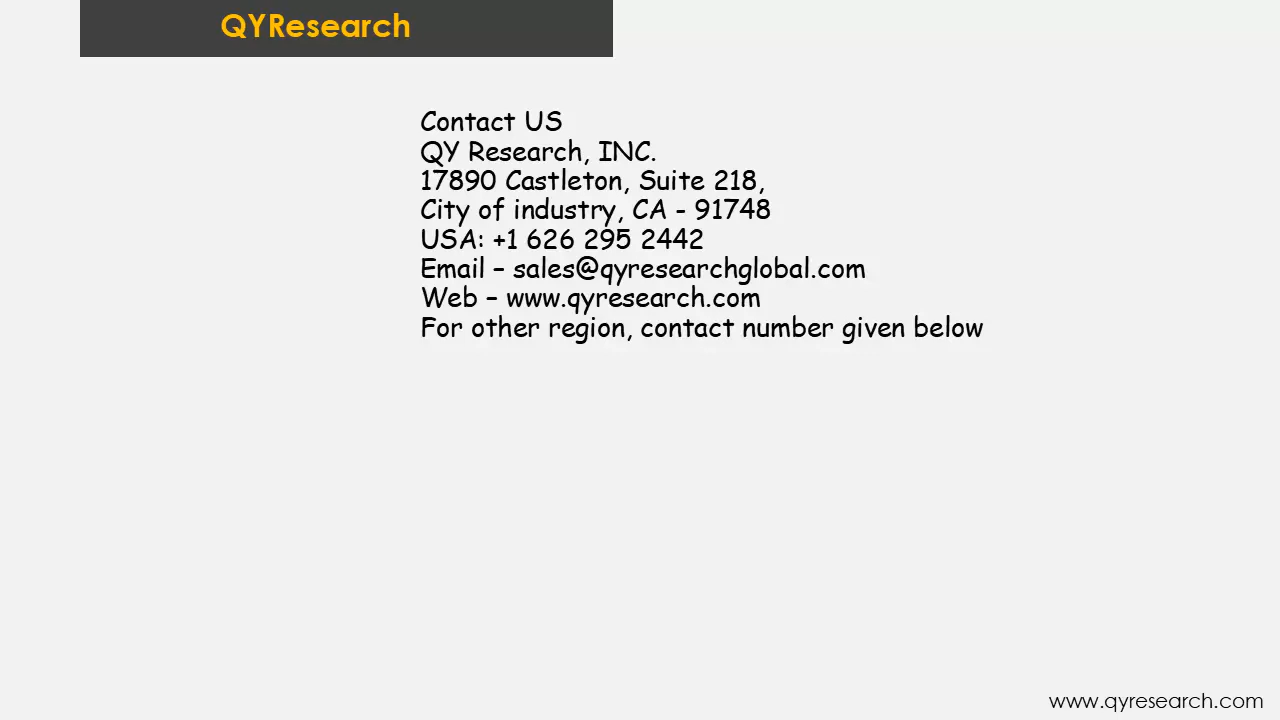 QYResearch
Contact US
QY Research, INC.
17890 Castleton, Suite 218,
City of industry, CA - 91748
USA: +1 626 295 2442
Email – sales@qyresearchglobal.com
Web – www.qyresearch.com
For other region, contact number given below
www.qyresearch.com